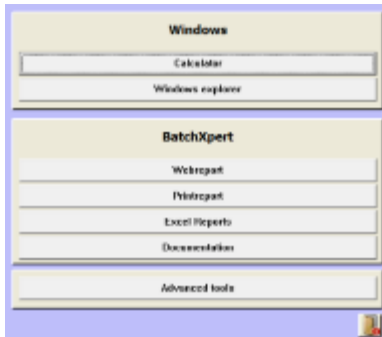 Windows
Calculator
Windows explorer
BatchXpert
Webreport
Printreport
Excel Reports
Documentation
Advanced tools